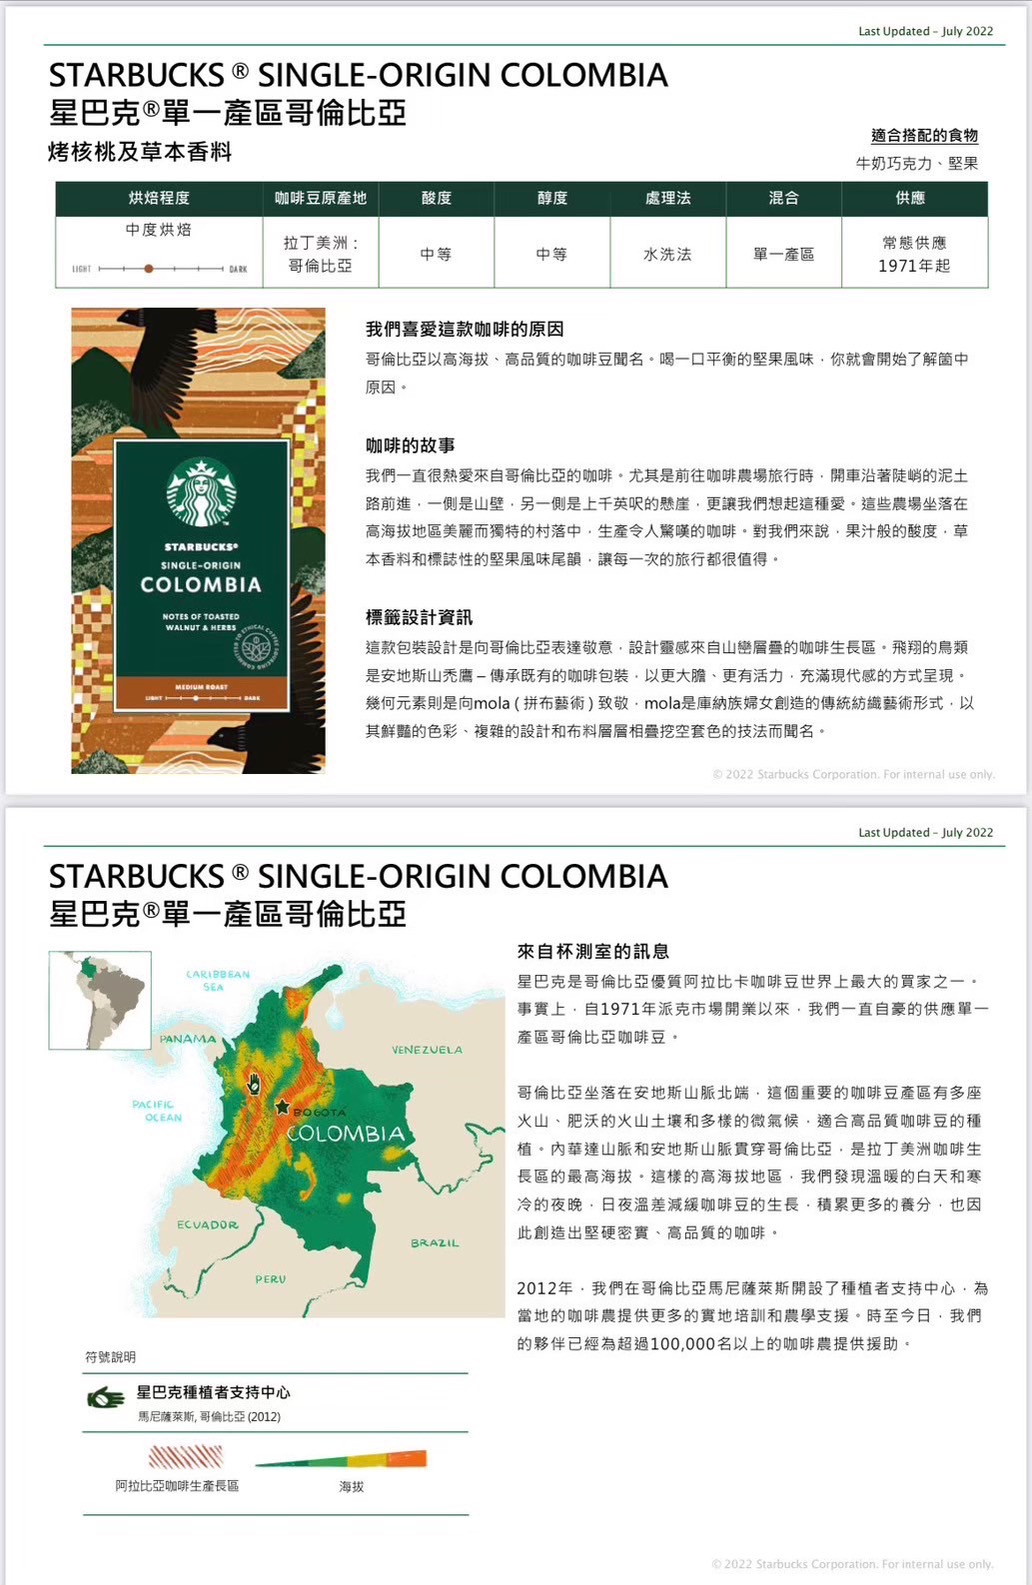 Last Updated – July 2022
STARBUCKS ® SINGLE-ORIGIN COLOMBIA
星巴克®單一產區哥倫比亞
烤核桃及草本香料
適合搭配的食物
牛奶巧克力、堅果
烘焙程度 咖啡豆原產地 酸度 醇度 處理法 混合 供應
中度烘焙
LIGHT DARK
拉丁美洲：
哥倫比亞
中等
中等
水洗法
單一產區
常態供應
1971年起
STARBUCKS®
SINGLE-ORIGIN
COLOMBIA
NOTES OF TOASTED
WALNUT & HERBS
COMMITTED TO ETHICAL COFFEE SOURCING
MEDIUM ROAST
LIGHT DARK
我們喜愛這款咖啡的原因
哥倫比亞以高海拔、高品質的咖啡豆聞名。喝一口平衡的堅果風味，你就會開始了解箇中
原因。
咖啡的故事
我們一直很熱愛來自哥倫比亞的咖啡。尤其是前往咖啡農場旅行時，開車沿著陡峭的泥土
路前進，一側是山壁，另一側是上千英呎的懸崖，更讓我們想起這種愛。這些農場坐落在
高海拔地區美麗而獨特的村落中，生產令人驚嘆的咖啡。對我們來說，果汁般的酸度，草
本香料和標誌性的堅果風味尾韻，讓每一次的旅行都很值得。
標籤設計資訊
這款包裝設計是向哥倫比亞表達敬意，設計靈感來自山巒層疊的咖啡生長區。飛翔的鳥類
是安地斯山禿鷹 – 傳承既有的咖啡包裝，以更大膽、更有活力，充滿現代感的方式呈現。
幾何元素則是向mola ( 拼布藝術 ) 致敬，mola是庫納族婦女創造的傳統紡織藝術形式，以
其鮮豔的色彩、複雜的設計和布料層層相疊挖空套色的技法而聞名。
© 2022 Starbucks Corporation. For internal use only.
Last Updated – July 2022
STARBUCKS ® SINGLE-ORIGIN COLOMBIA
星巴克®單一產區哥倫比亞
CARIBBEAN
SEA
PANAMA
VENEZUELA
PACIFIC
OCEAN
BOGOTÁ
COLOMBIA
ECUADOR
BRAZIL
PERU
來自杯測室的訊息
星巴克是哥倫比亞優質阿拉比卡咖啡豆世界上最大的買家之一。
事實上，自1971年派克市場開業以來，我們一直自豪的供應單一
產區哥倫比亞咖啡豆。
哥倫比亞坐落在安地斯山脈北端，這個重要的咖啡豆產區有多座
火山、肥沃的火山土壤和多樣的微氣候，適合高品質咖啡豆的種
植。內華達山脈和安地斯山脈貫穿哥倫比亞，是拉丁美洲咖啡生
長區的最高海拔。這樣的高海拔地區，我們發現溫暖的白天和寒
冷的夜晚，日夜溫差減緩咖啡豆的生長，積累更多的養分，也因
此創造出堅硬密實、高品質的咖啡。
2012年，我們在哥倫比亞馬尼薩萊斯開設了種植者支持中心，為
當地的咖啡農提供更多的實地培訓和農學支援。時至今日，我們
的夥伴已經為超過100,000名以上的咖啡農提供援助。
符號說明
星巴克種植者支持中心
馬尼薩萊斯, 哥倫比亞 (2012)
阿拉比亞咖啡生產長區
海拔
© 2022 Starbucks Corporation. For internal use only.